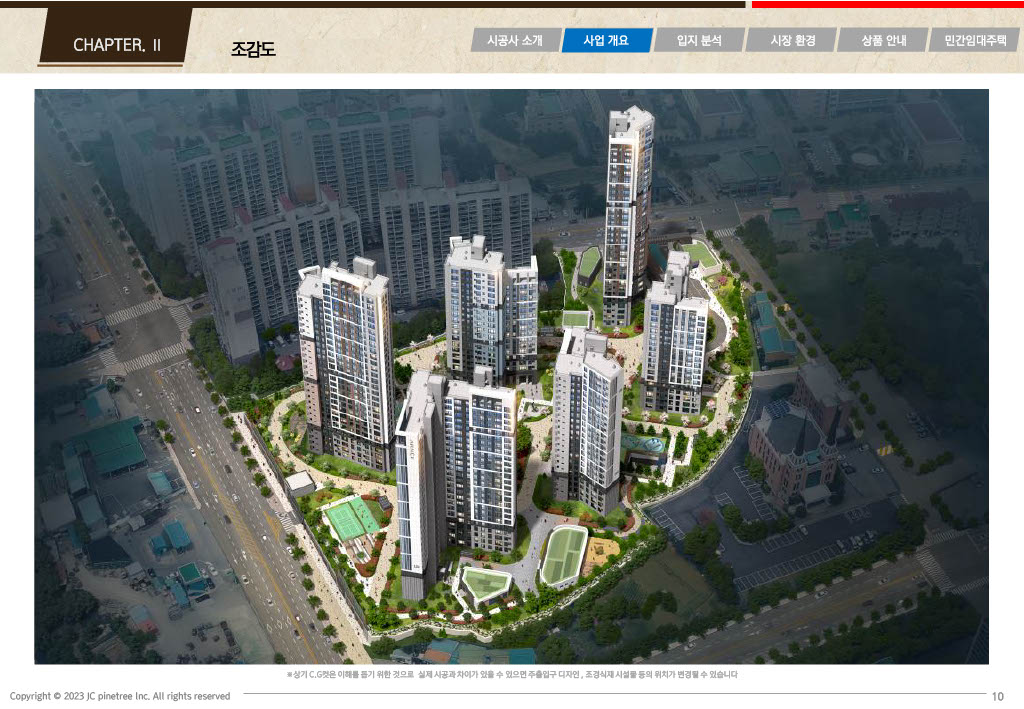 CHAPTER. II
조감도
시공사 소개
사업 개요
입지 분석
시장 환경
상품 안내
민간임대주택
※상기 C.G컷은 이해를 돕기 위한 것으로 실제 시공과 차이가 있을 수 있으면 주출입구 디자인 , 조경식재 시설물 등의 위치가 변경될 수 있습니다
Copyright © 2023 JC pinetree Inc. All rights reserved
10